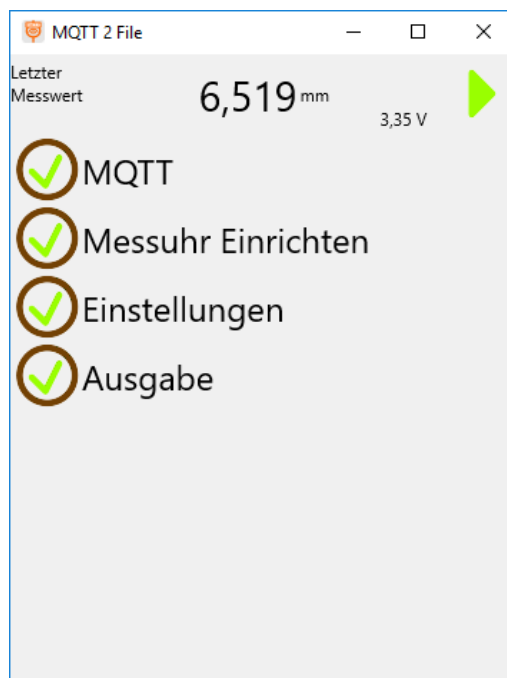 MQTT 2 File
Letzter
Messwert
6,519 mm
3,35 V
MQTT
Messuhr Einrichten
Einstellungen
Ausgabe